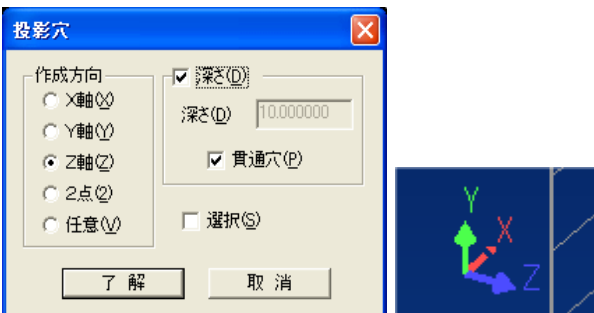 投影穴
作成方向
X軸(X)
Y軸(Y)
Z軸(Z)
2点(2)
任意(V)
深さ(D)
深さ(D) 10.000000
貫通穴(P)
選択(S)
了解 取消
Y
X
Z